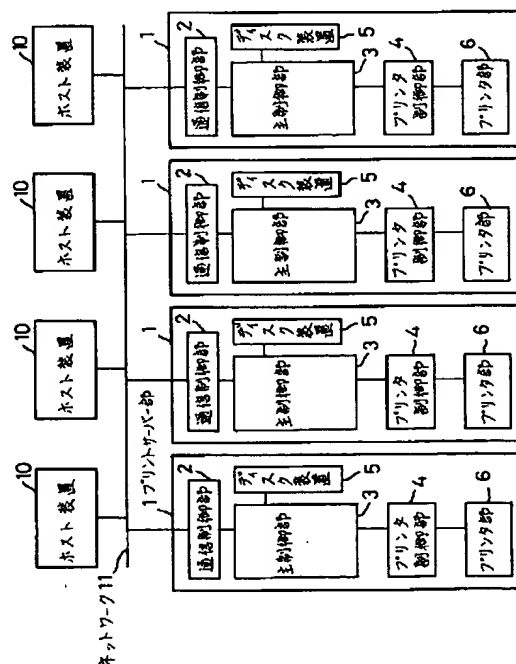 10
ホスト装置
10
ホスト装置
10
ホスト装置
10
ホスト装置
ネットワーク 11
1 プリントサーバー部
2
通信制御部
ディスク装置
5
主制御部
3
プリンタ制御部
4
プリンタ部
6
1
2
通信制御部
ディスク装置
5
主制御部
3
プリンタ制御部
4
プリンタ部
6
1
2
通信制御部
ディスク装置
5
主制御部
3
プリンタ制御部
4
プリンタ部
6
1
2
通信制御部
ディスク装置
5
主制御部
3
プリンタ制御部
4
プリンタ部
6